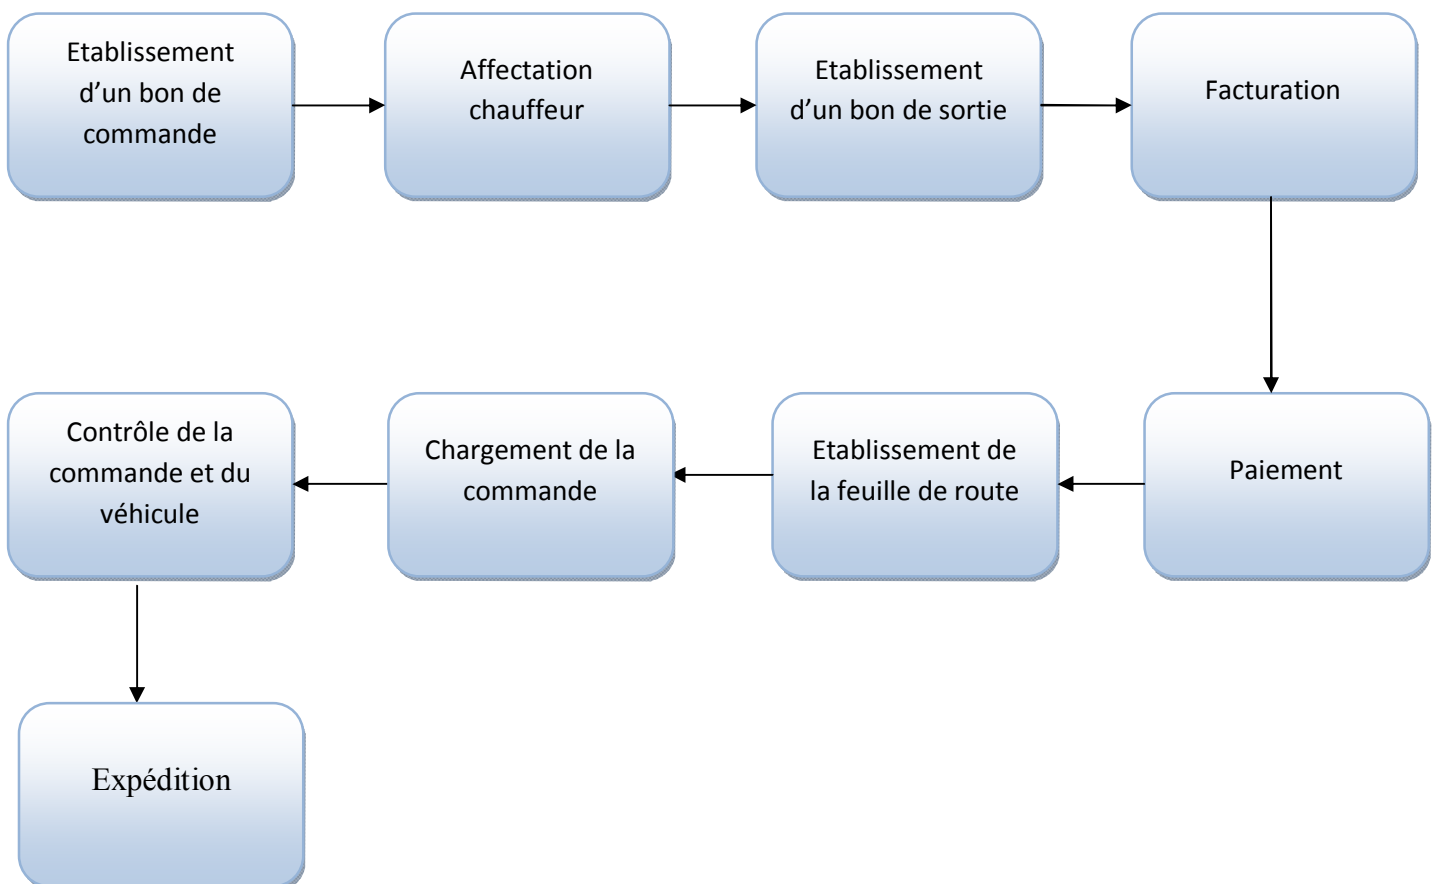 Etablissement
d’un bon de
commande
Affectation
chauffeur
Etablissement
d’un bon de sortie
Facturation
Paiement
Etablissement de
la feuille de route
Chargement de la
commande
Contrôle de la
commande et du
véhicule
Expédition